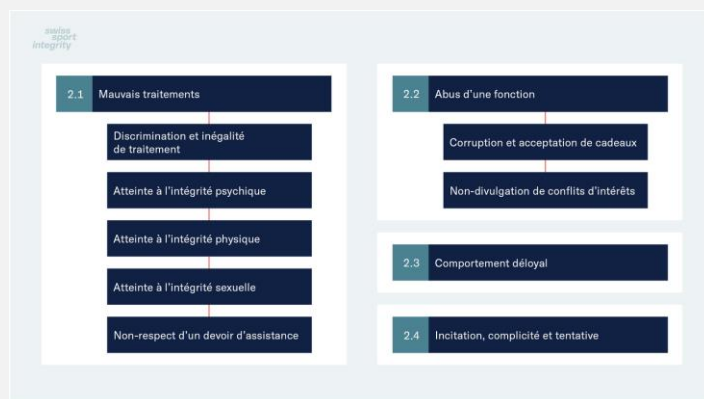 swiss
sport
integrity
2.1 Mauvais traitements
Discrimination et inégalité
de traitement
Atteinte à l'intégrité psychique
Atteinte à l'intégrité physique
Atteinte à l'intégrité sexuelle
Non-respect d'un devoir d'assistance
2.2 Abus d'une fonction
Corruption et acceptation de cadeaux
Non-divulgation de conflits d'intérêts
2.3 Comportement déloyal
2.4 Incitation, complicité et tentative